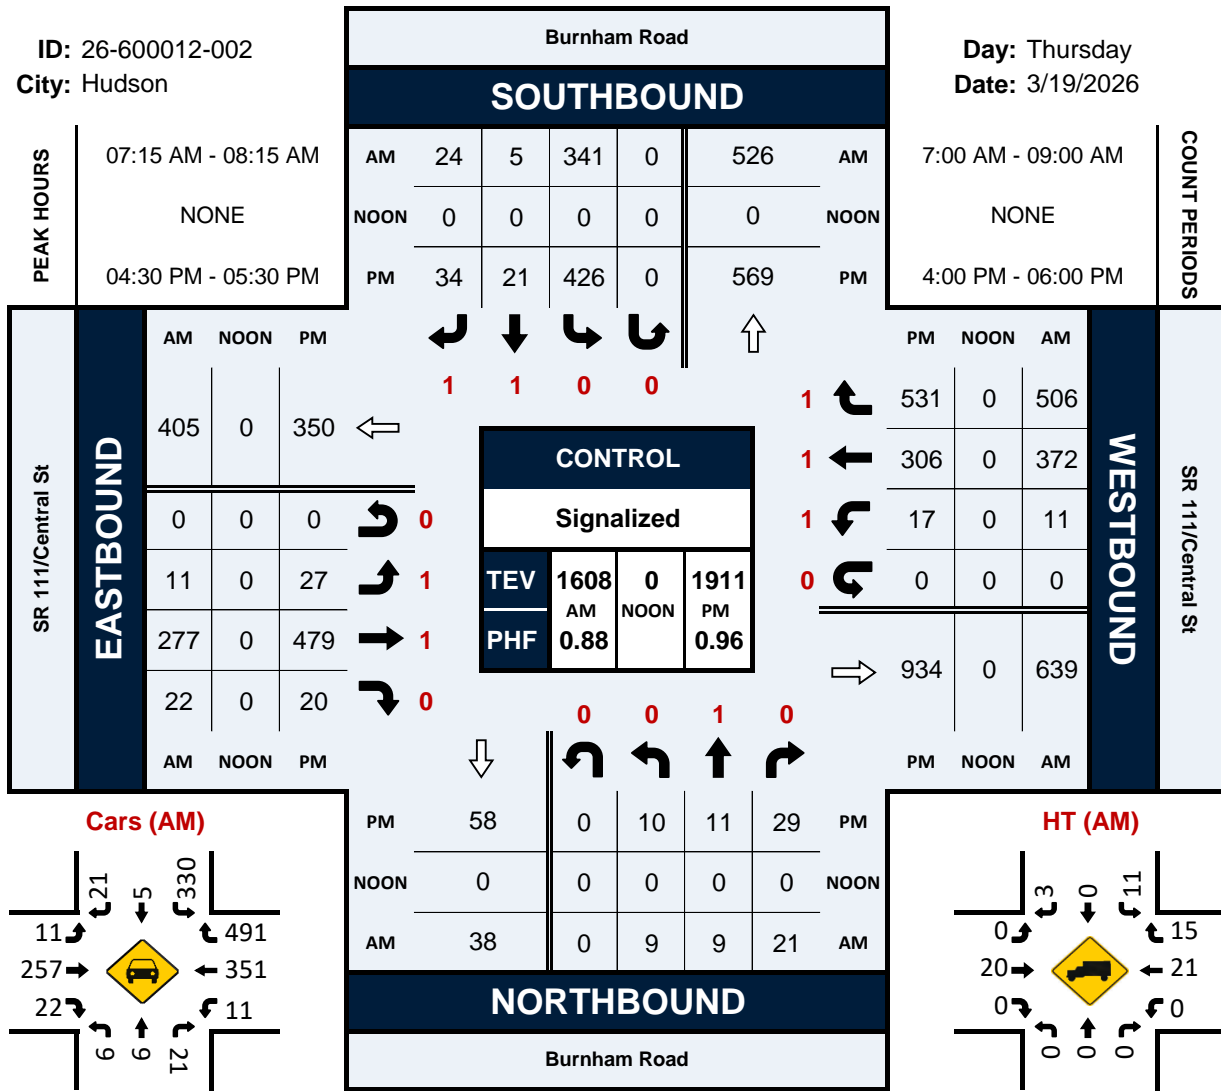 Burnham Road
ID: 26-600012-002
City: Hudson
Day: Thursday
Date: 3/19/2026
SOUTHBOUND
PEAK HOURS
07:15 AM - 08:15 AM
NONE
04:30 PM - 05:30 PM
AM 24 5 341 0 526 AM
NOON 0 0 0 0 0 NOON
PM 34 21 426 0 569 PM
7:00 AM - 09:00 AM
NONE
4:00 PM - 06:00 PM
COUNT PERIODS
1 1 0 0
SR 111/Central St
EASTBOUND
AM NOON PM
405 0 350
0 0 0 0
11 0 27 1
277 0 479 1
22 0 20 0
AM NOON PM
CONTROL
Signalized
TEV 1608 0 1911
AM NOON PM
PHF 0.88 0.96
PM NOON AM
1 531 0 506
1 306 0 372
1 17 0 11
0 0 0 0
934 0 639
PM NOON AM
WESTBOUND
SR 111/Central St
0 0 1 0
PM 58 0 10 11 29 PM
NOON 0 0 0 0 0 NOON
AM 38 0 9 9 21 AM
NORTHBOUND
Burnham Road
Cars (AM)
21 5 330
11 491
257 351
22 11
9 9 21
HT (AM)
3 0 11
0 15
20 21
0 0
0 0 0